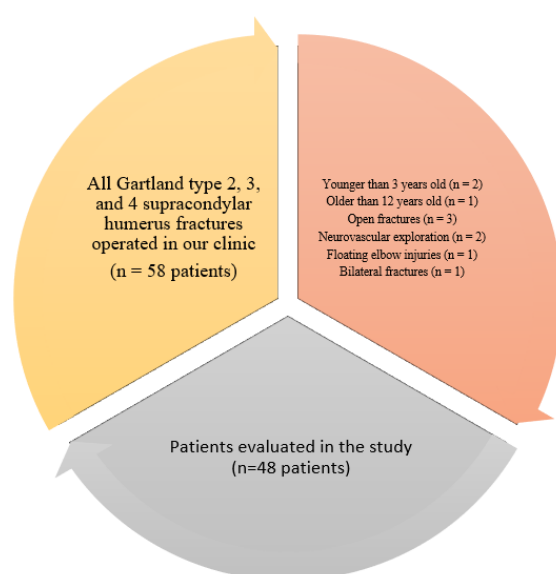 All Gartland type 2, 3,
and 4 supracondylar
humerus fractures
operated in our clinic
(n = 58 patients)
Younger than 3 years old (n = 2)
Older than 12 years old (n = 1)
Open fractures (n = 3)
Neurovascular exploration (n = 2)
Floating elbow injuries (n = 1)
Bilateral fractures (n = 1)
Patients evaluated in the study
(n=48 patients)